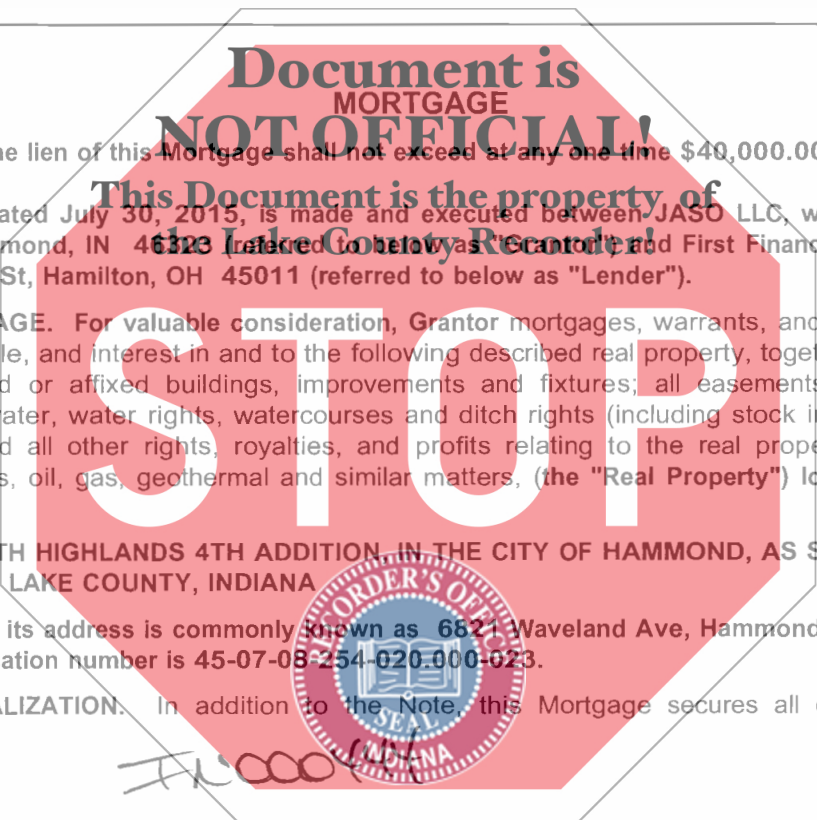 Document is
MORTGAGE
NOT OFFICIAL!
ne lien of this Mortgage shall not exceed at any one time $40,000.00
This Document is the property of
ated July 30, 2015, is made and executed between JASO LLC, w
the Lake County Recorder!
mond, IN 46323 (referred to below as "Grantor") and First Financ
St, Hamilton, OH 45011 (referred to below as "Lender").
AGE. For valuable consideration, Grantor mortgages, warrants, and
le, and interest in and to the following described real property, toget
d or affixed buildings, improvements and fixtures; all easements
ater, water rights, watercourses and ditch rights (including stock i
d all other rights, royalties, and profits relating to the real prope
s, oil, gas, geothermal and similar matters, (the "Real Property") lo
STOP
TH HIGHLANDS 4TH ADDITION, IN THE CITY OF HAMMOND, AS S
LAKE COUNTY, INDIANA
its address is commonly known as 6821 Waveland Ave, Hammond
ation number is 45-07-08-254-020.000-023.
ALIZATION. In addition to the Note, this Mortgage secures all
RECORDER'S OFFICE
SEAL
INDIANA